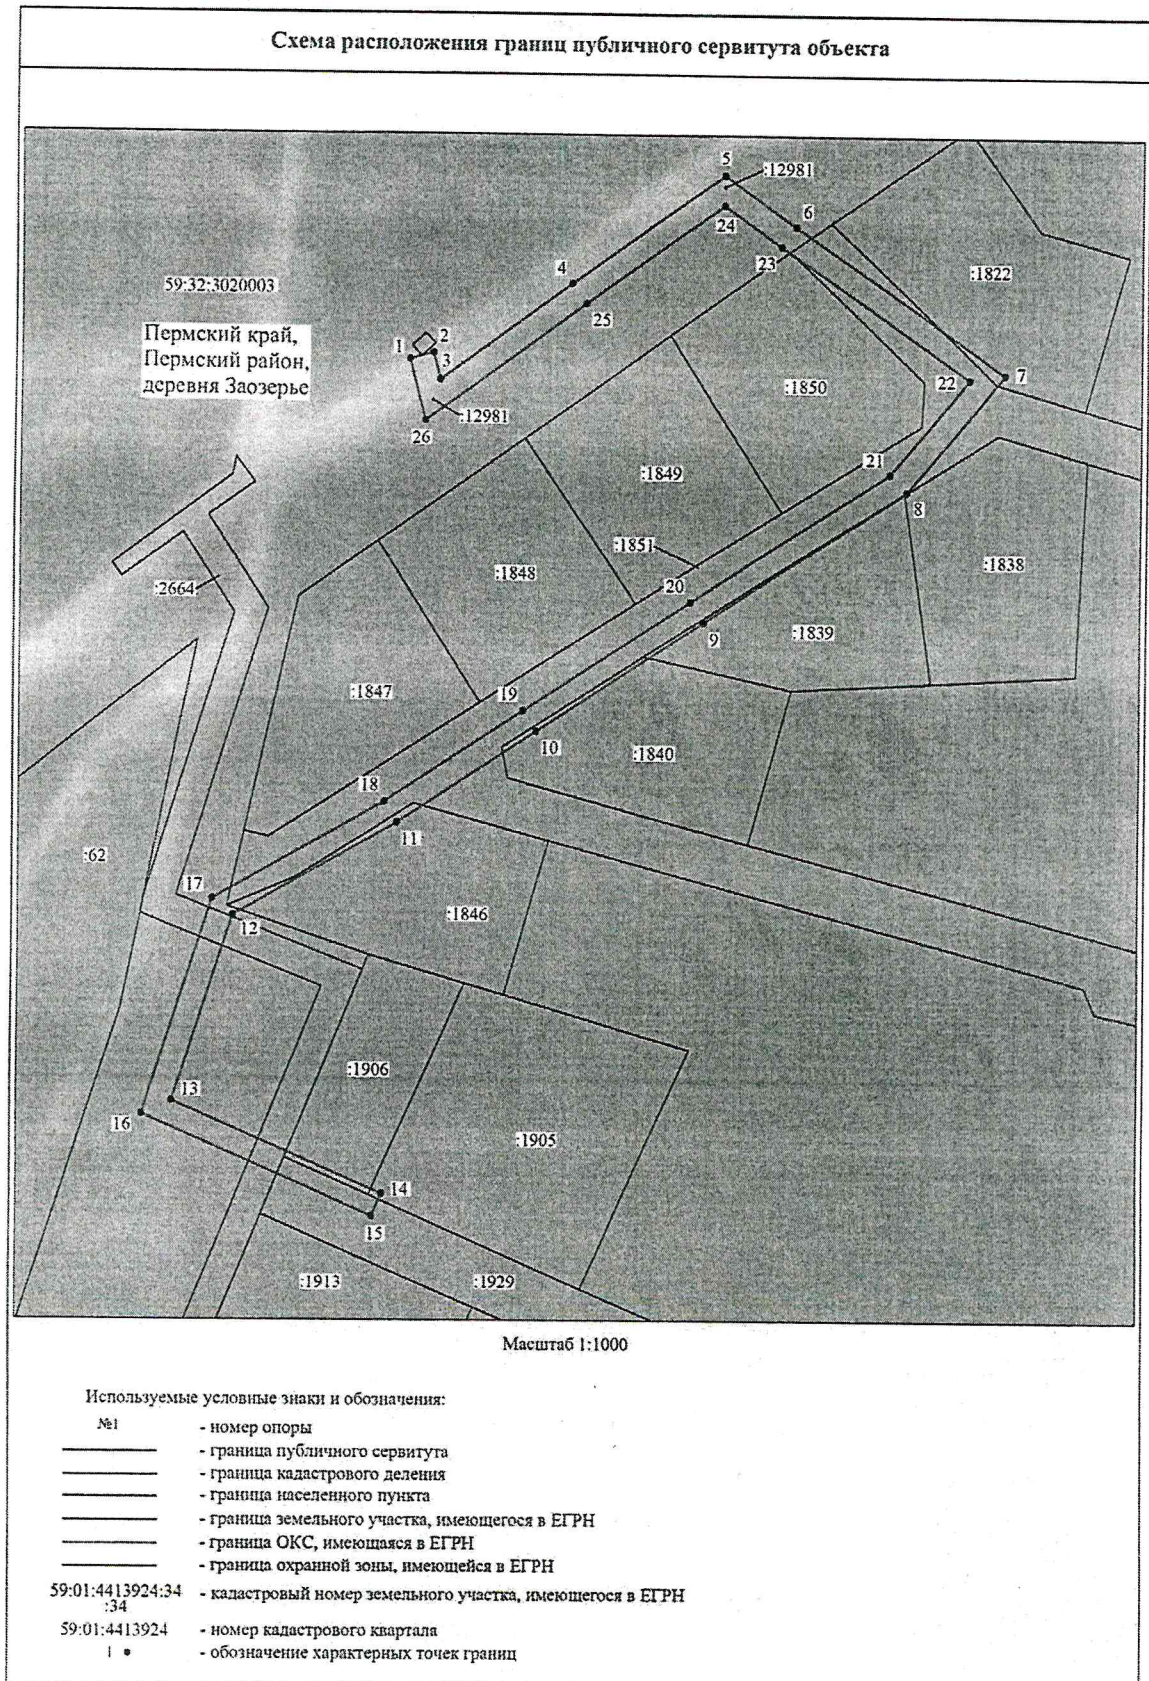 Схема расположения границ публичного сервитута объекта
5
:12981
6
24
23
:1822
4
59:32:3020003
25
Пермский край,
Пермский район,
деревня Заозерье
2
1
3
7
22
:1850
:12981
26
21
:1849
8
:1851
:1848
:1838
:2664
20
9
:1839
19
:1847
10
:1840
18
11
:62
17
12
:1846
:1906
13
16
:1905
14
15
:1913
:1929
Масштаб 1:1000
Используемые условные знаки и обозначения:
№1 - номер опоры
- граница публичного сервитута
- граница кадастрового деления
- граница населенного пункта
- граница земельного участка, имеющегося в ЕГРН
- граница ОКС, имеющаяся в ЕГРН
- граница охранной зоны, имеющейся в ЕГРН
59:01:4413924:34 - кадастровый номер земельного участка, имеющегося в ЕГРН
:34
59:01:4413924 - номер кадастрового квартала
1 - обозначение характерных точек границ